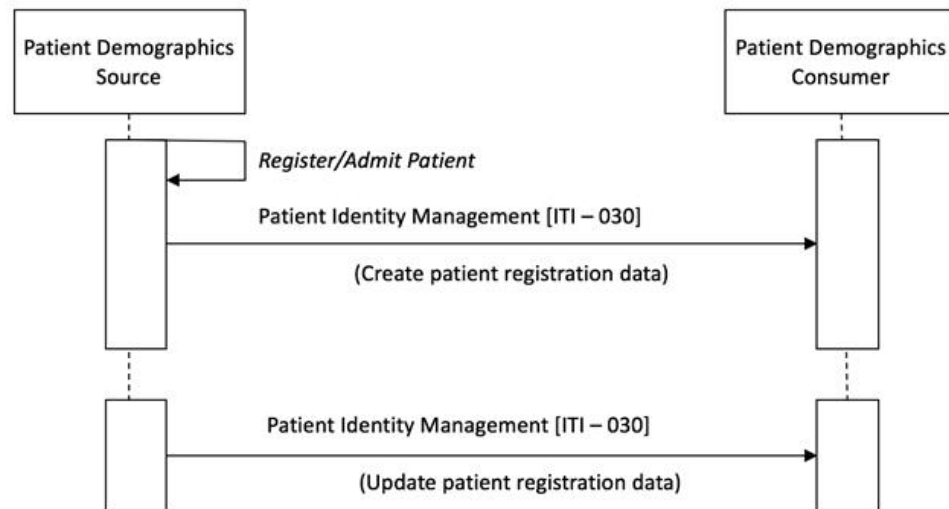 Patient Demographics
Source
Patient Demographics
Consumer
Register/Admit Patient
Patient Identity Management [ITI – 030]
(Create patient registration data)
Patient Identity Management [ITI – 030]
(Update patient registration data)